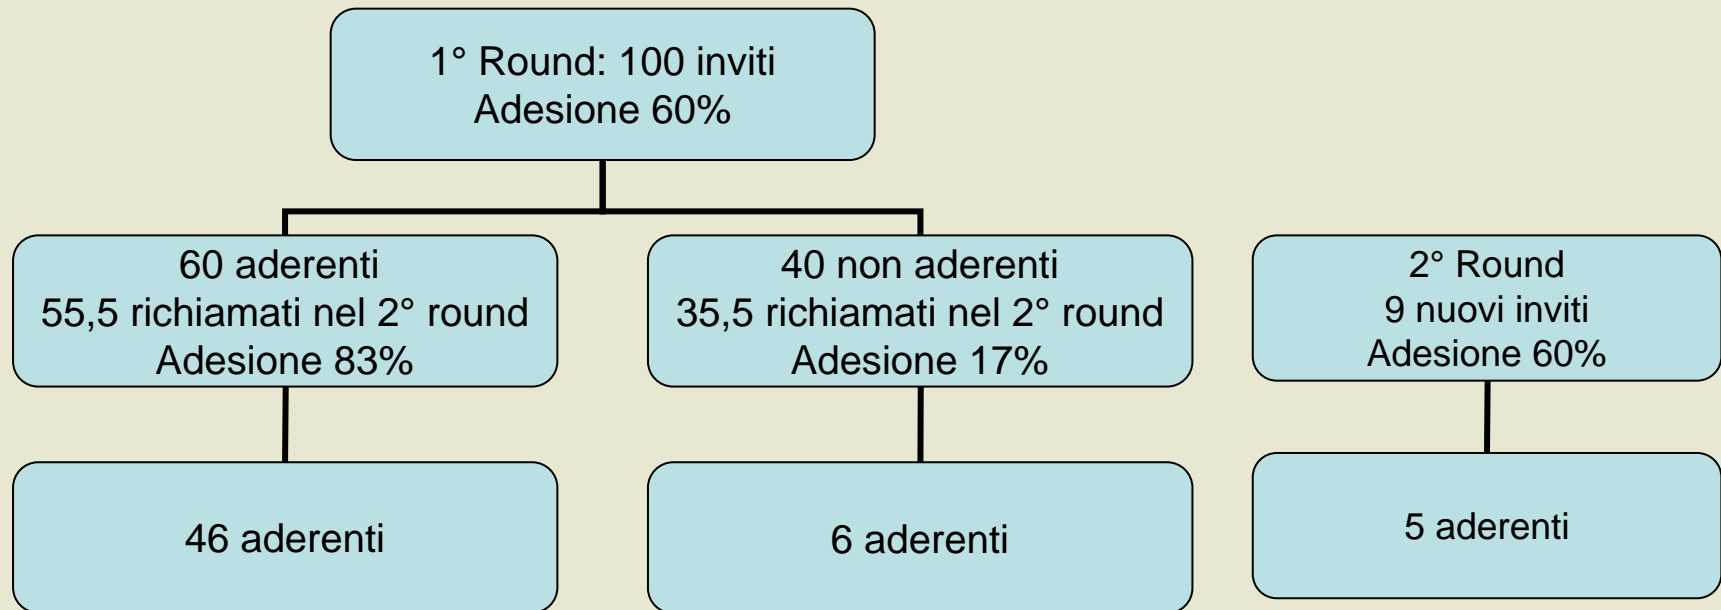 1° Round: 100 inviti
Adesione 60%
60 aderenti
55,5 richiamati nel 2° round
Adesione 83%
40 non aderenti
35,5 richiamati nel 2° round
Adesione 17%
2° Round
9 nuovi inviti
Adesione 60%
46 aderenti
6 aderenti
5 aderenti